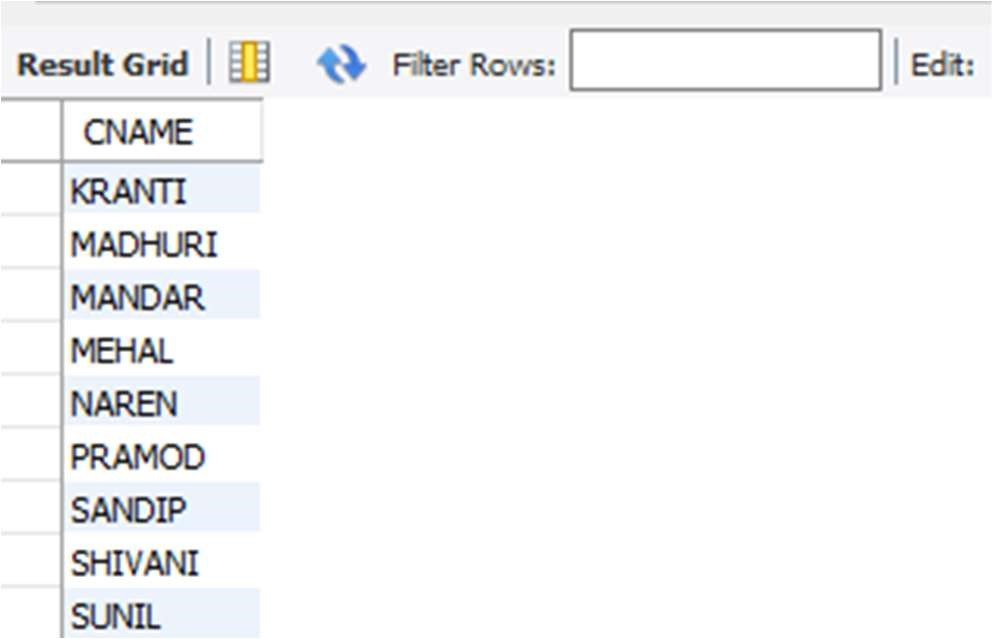 Result Grid Filter Rows: Edit:
CNAME
KRANTI
MADHURI
MANDAR
MEHAL
NAREN
PRAMOD
SANDIP
SHIVANI
SUNIL